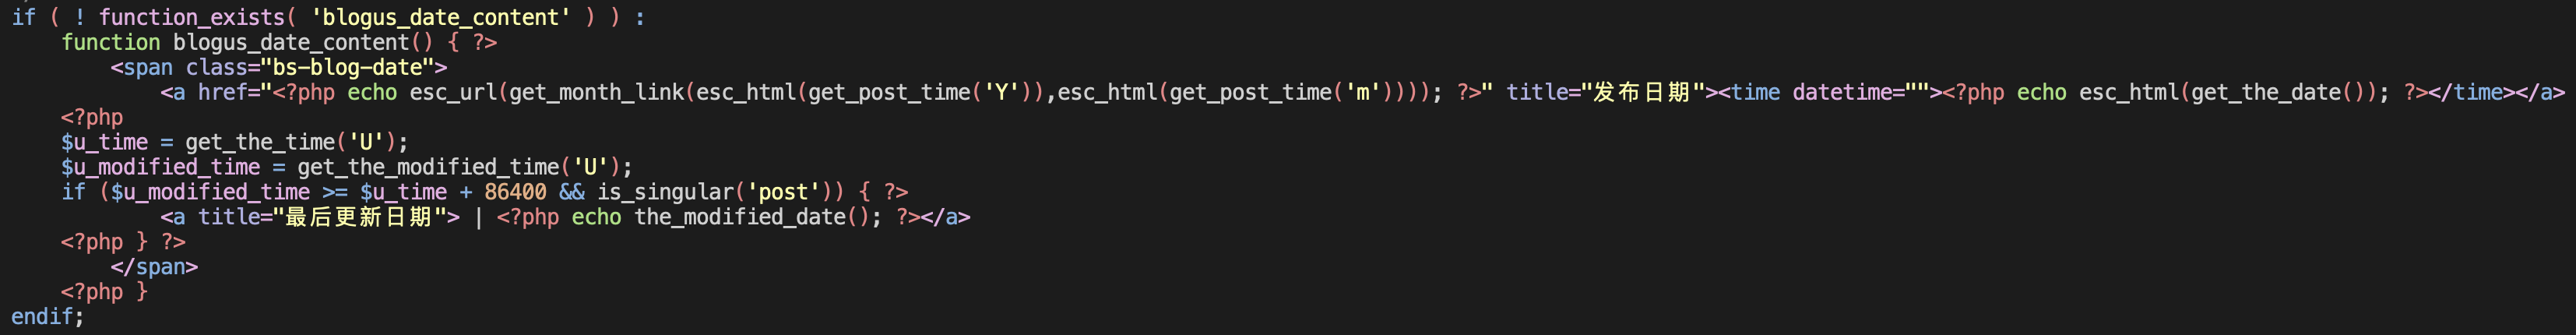 if ( ! function_exists( 'blogus_date_content' ) ) :
    function blogus_date_content() { ?>
        <span class="bs-blog-date">
            <a href="<?php echo esc_url(get_month_link(esc_html(get_post_time('Y')),esc_html(get_post_time('m')))); ?>" title="发布日期"><time datetime=""><?php echo esc_html(get_the_date()); ?></time></a>
    <?php
    $u_time = get_the_time('U');
    $u_modified_time = get_the_modified_time('U');
    if ($u_modified_time >= $u_time + 86400 && is_singular('post')) { ?>
            <a title="最后更新日期"> | <?php echo the_modified_date(); ?></a>
    <?php } ?>
        </span>
    <?php }
endif;